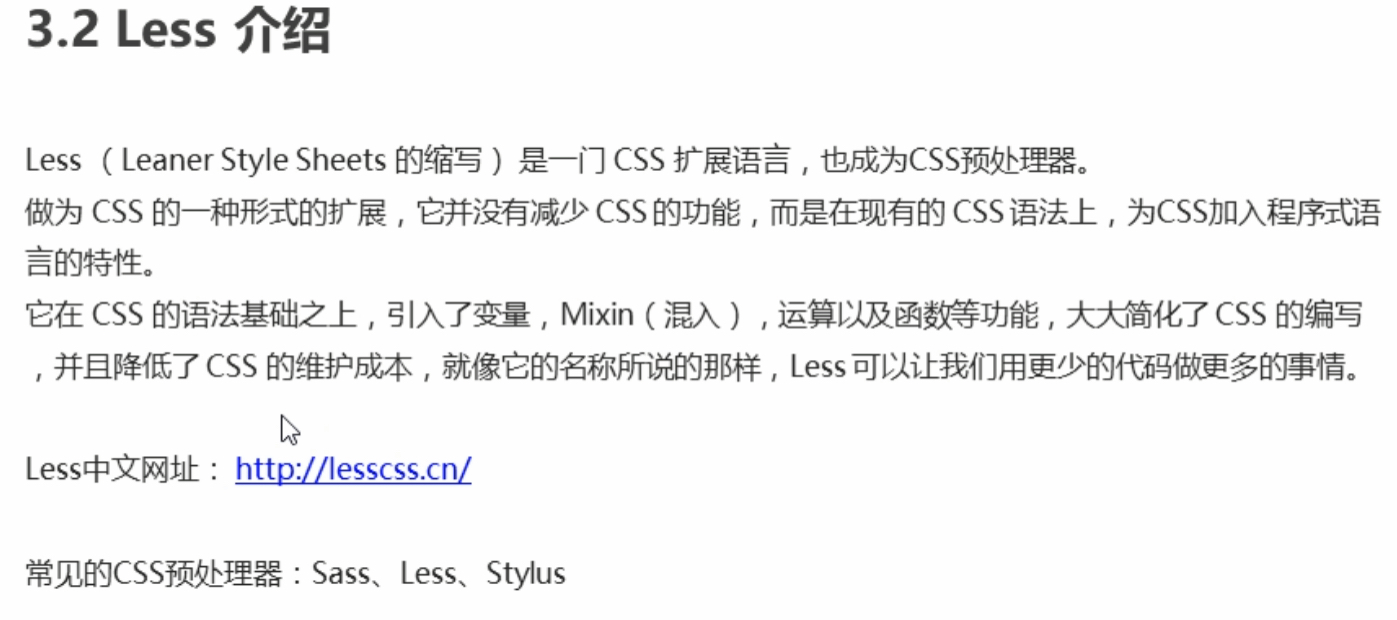 3.2 Less 介绍
Less （ Leaner Style Sheets 的缩写 ） 是一门 CSS 扩展语言，也成为CSS预处理器。
做为 CSS 的一种形式的扩展，它并没有减少 CSS 的功能，而是在现有的 CSS 语法上，为CSS加入程序式语
言的特性。
它在 CSS 的语法基础之上，引入了变量，Mixin（混入），运算以及函数等功能，大大简化了 CSS 的编写
，并且降低了 CSS 的维护成本，就像它的名称所说的那样，Less 可以让我们用更少的代码做更多的事情。
Less中文网址： http://lesscss.cn/
常见的CSS预处理器：Sass、Less、Stylus